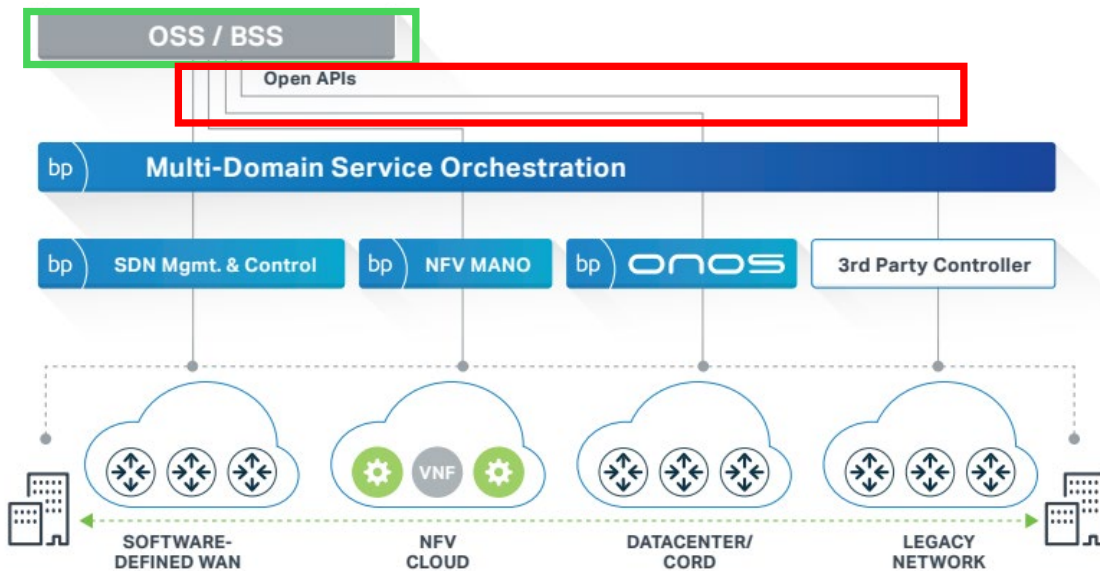 OSS / BSS
Open APIs
bp Multi-Domain Service Orchestration
bp SDN Mgmt. & Control
bp NFV MANO
bp onos
3rd Party Controller
VNF
SOFTWARE-
DEFINED WAN
NFV
CLOUD
DATACENTER/
CORD
LEGACY
NETWORK